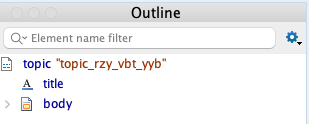 Outline
Element name filter
topic "topic_rzy_vbt_yyb"
A title
body